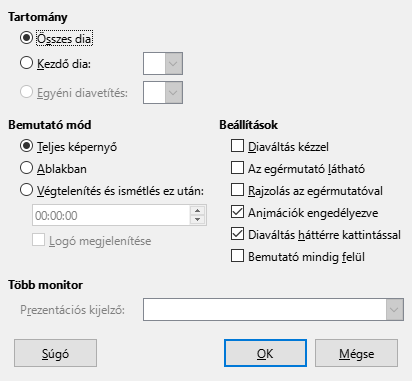 Tartomány
Összes dia
Kezdő dia:
Egyéni diavetítés:
Bemutató mód
Teljes képernyő
Ablakban
Végtelenítés és ismétlés ez után:
00:00:00
Logó megjelenítése
Beállítások
Diaváltás kézzel
Az egérmutató látható
Rajzolás az egérmutatóval
Animációk engedélyezve
Diaváltás háttérre kattintással
Bemutató mindig felül
Több monitor
Prezentációs kijelző:
Súgó
OK
Mégse